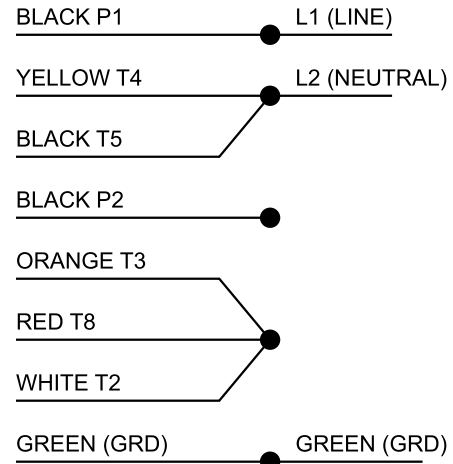 BLACK P1 L1 (LINE)
YELLOW T4 L2 (NEUTRAL)
BLACK T5
BLACK P2
ORANGE T3
RED T8
WHITE T2
GREEN (GRD) GREEN (GRD)